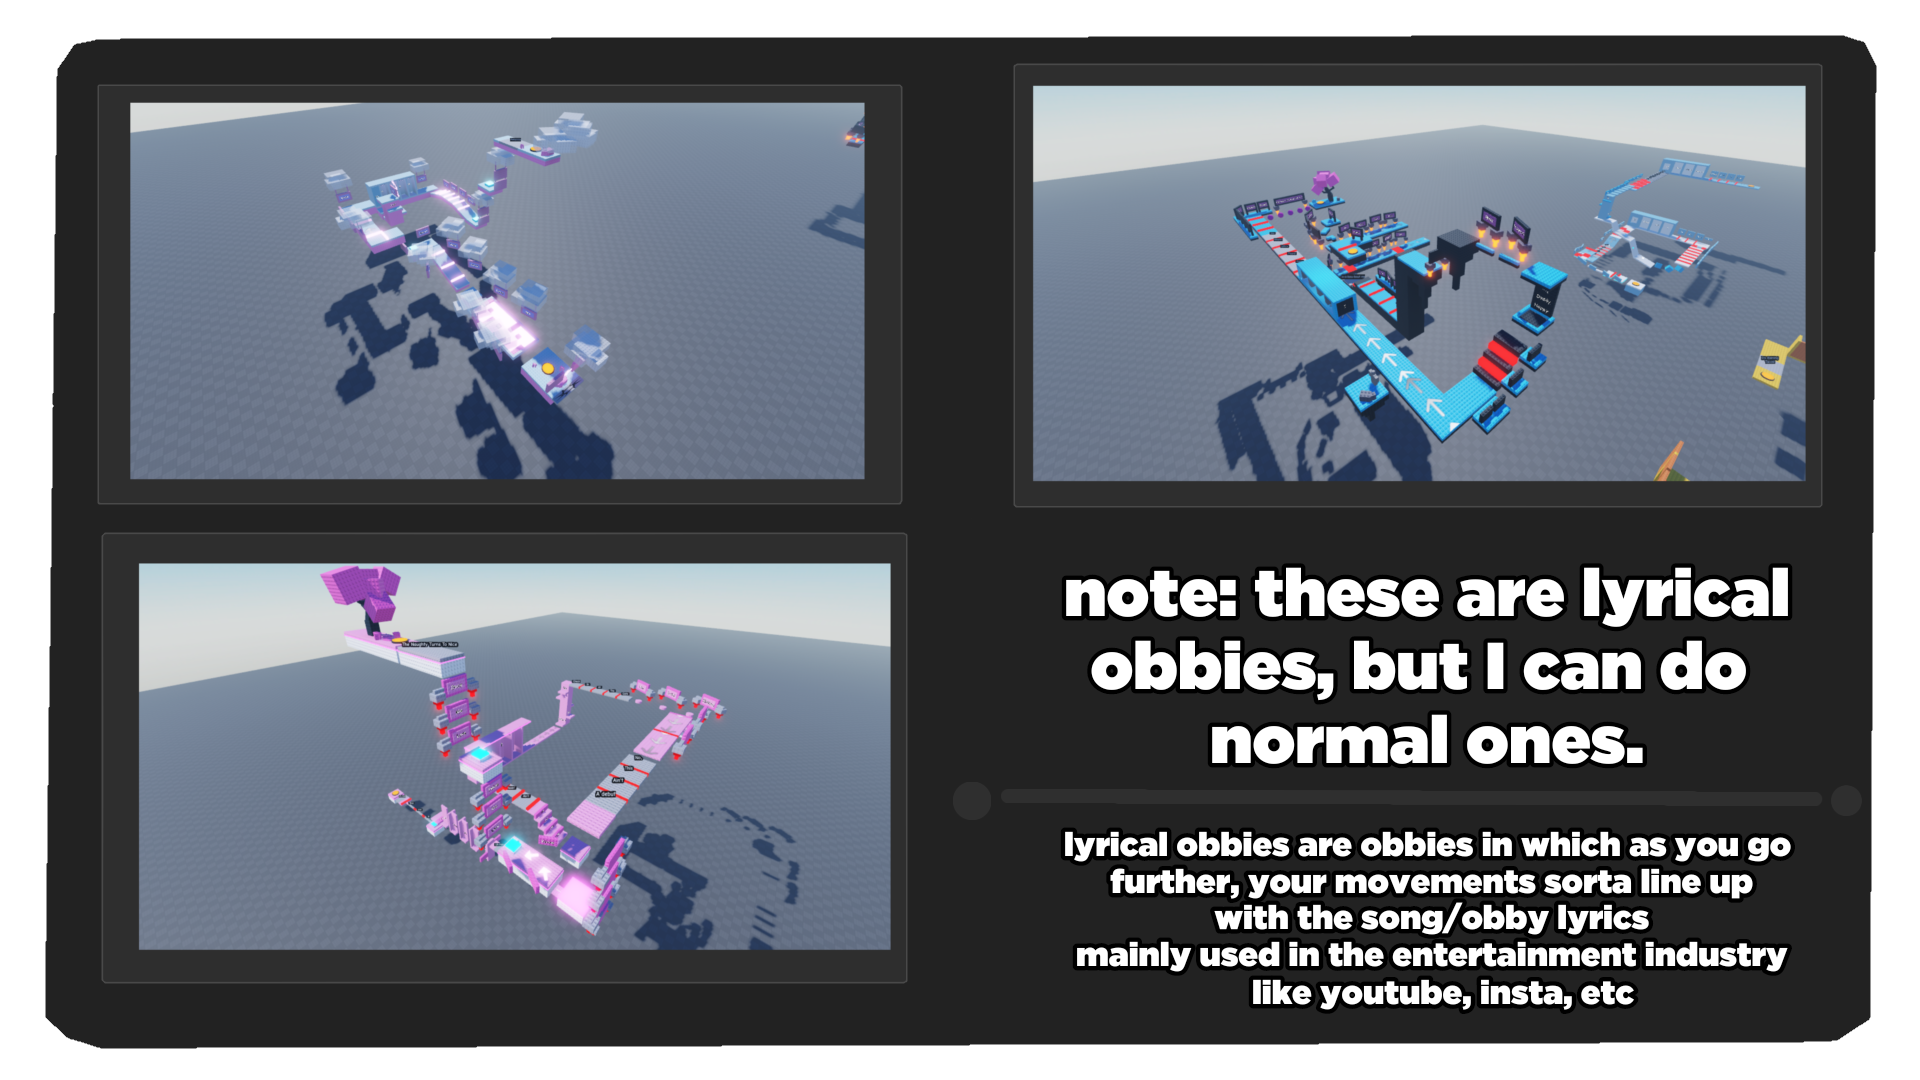 note: these are lyrical
obbies, but I can do
normal ones.
lyrical obbies are obbies in which as you go
further, your movements sorta line up
with the song/obby lyrics
mainly used in the entertainment industry
like youtube, insta, etc